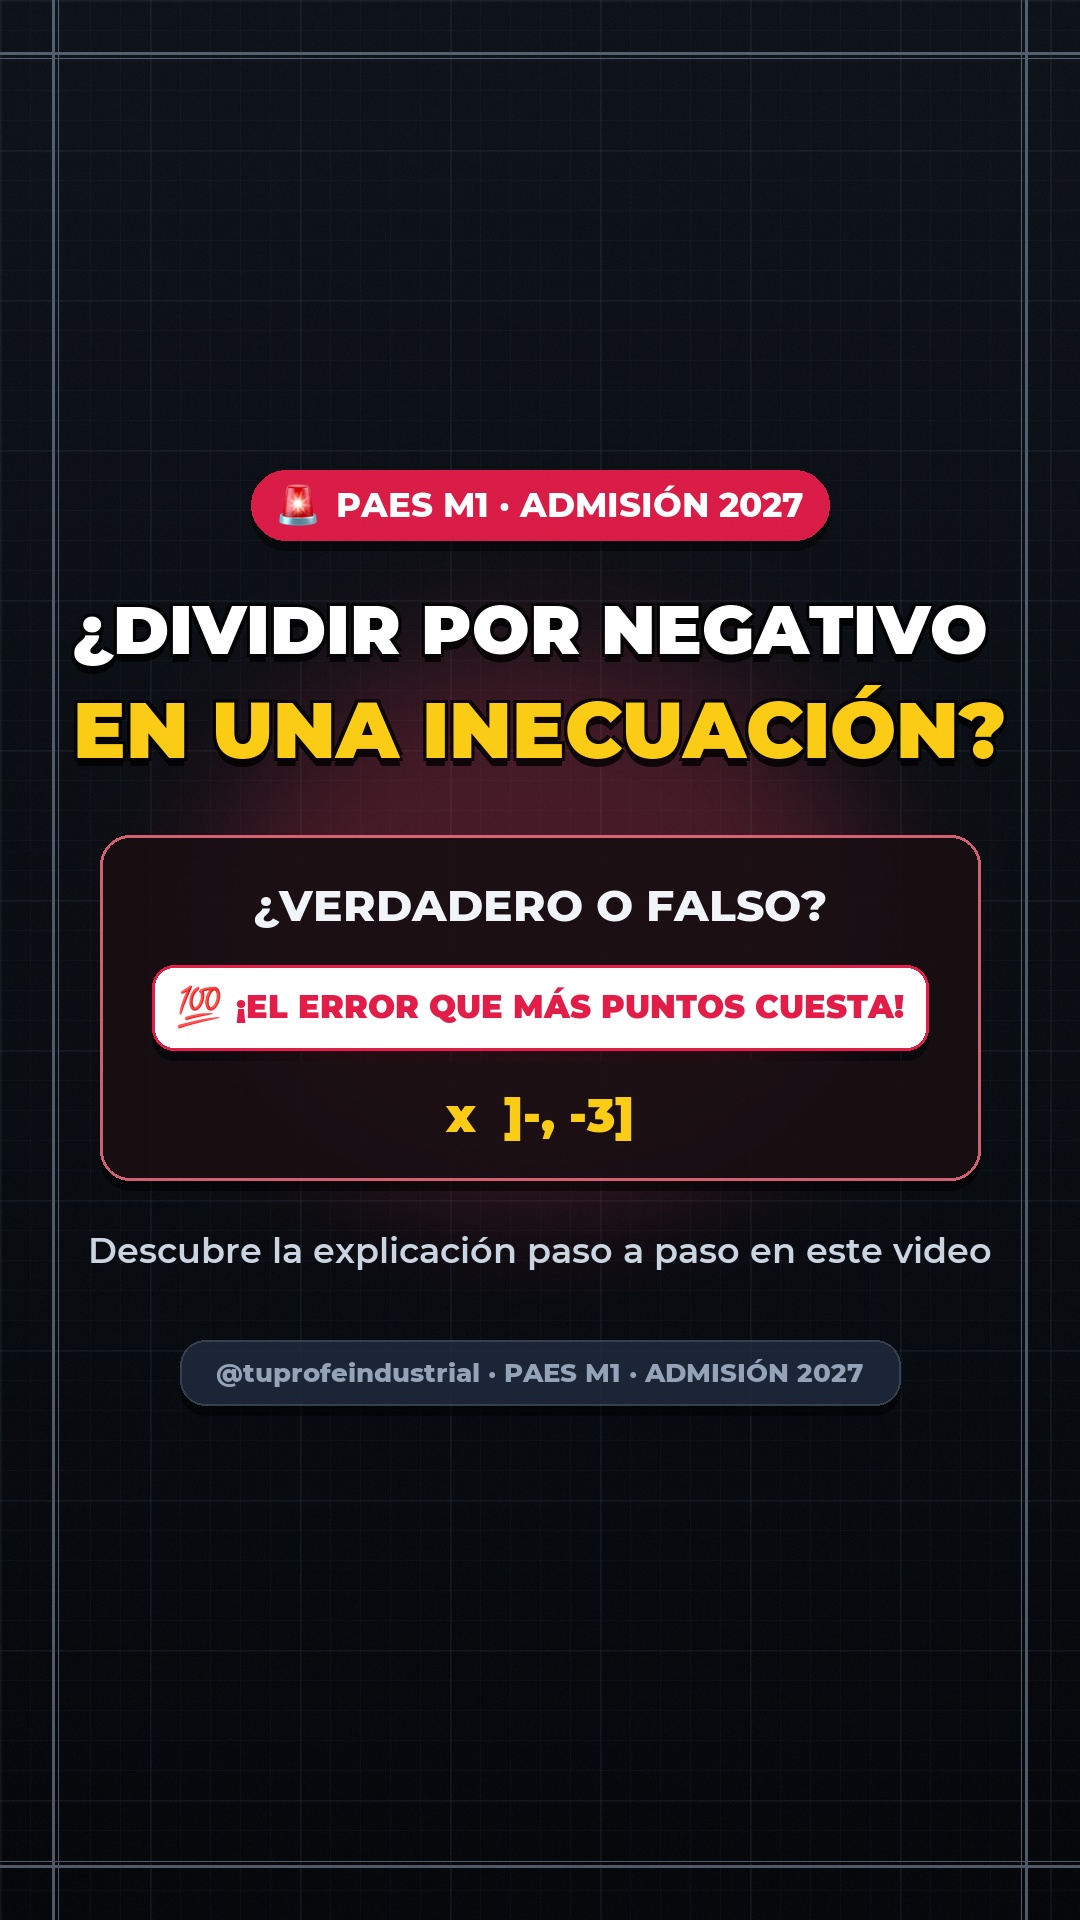 🚨 PAES M1 · ADMISIÓN 2027
¿DIVIDIR POR NEGATIVO
EN UNA INECUACIÓN?
¿VERDADERO O FALSO?
💯 ¡EL ERROR QUE MÁS PUNTOS CUESTA!
x ]-, -3]
Descubre la explicación paso a paso en este video
@tuprofeindustrial · PAES M1 · ADMISIÓN 2027